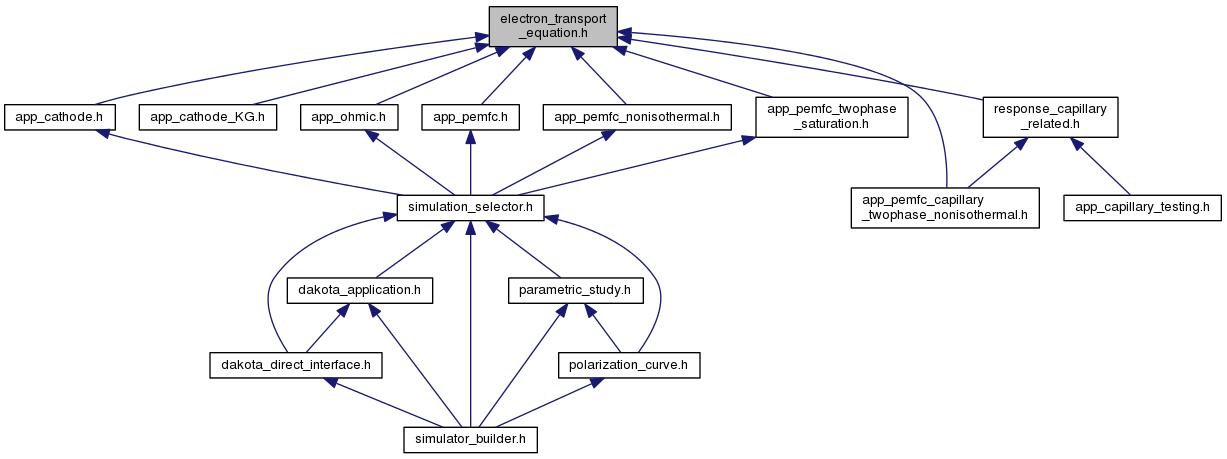 electron_transport
_equation.h
app_cathode.h
app_cathode_KG.h
app_ohmic.h
app_pemfc.h
app_pemfc_nonisothermal.h
app_pemfc_twophase
_saturation.h
response_capillary
_related.h
simulation_selector.h
app_pemfc_capillary
_twophase_nonisothermal.h
app_capillary_testing.h
dakota_application.h
parametric_study.h
dakota_direct_interface.h
polarization_curve.h
simulator_builder.h